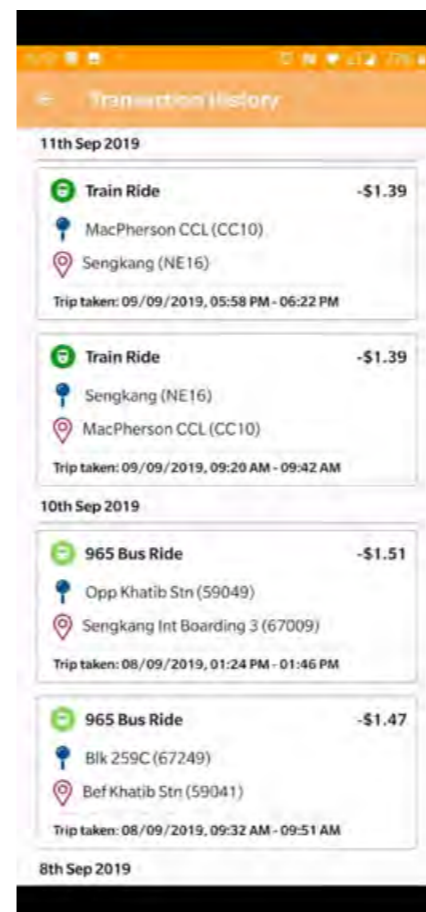 Transaction History
11th Sep 2019
Train Ride -$1.39
MacPherson CCL (CC10)
Sengkang (NE16)
Trip taken: 09/09/2019, 05:58 PM - 06:22 PM
Train Ride -$1.39
Sengkang (NE16)
MacPherson CCL (CC10)
Trip taken: 09/09/2019, 09:20 AM - 09:42 AM
10th Sep 2019
965 Bus Ride -$1.51
Opp Khatib Stn (59049)
Sengkang Int Boarding 3 (67009)
Trip taken: 08/09/2019, 01:24 PM - 01:46 PM
965 Bus Ride -$1.47
Blk 259C (67249)
Bef Khatib Stn (59041)
Trip taken: 08/09/2019, 09:32 AM - 09:51 AM
8th Sep 2019